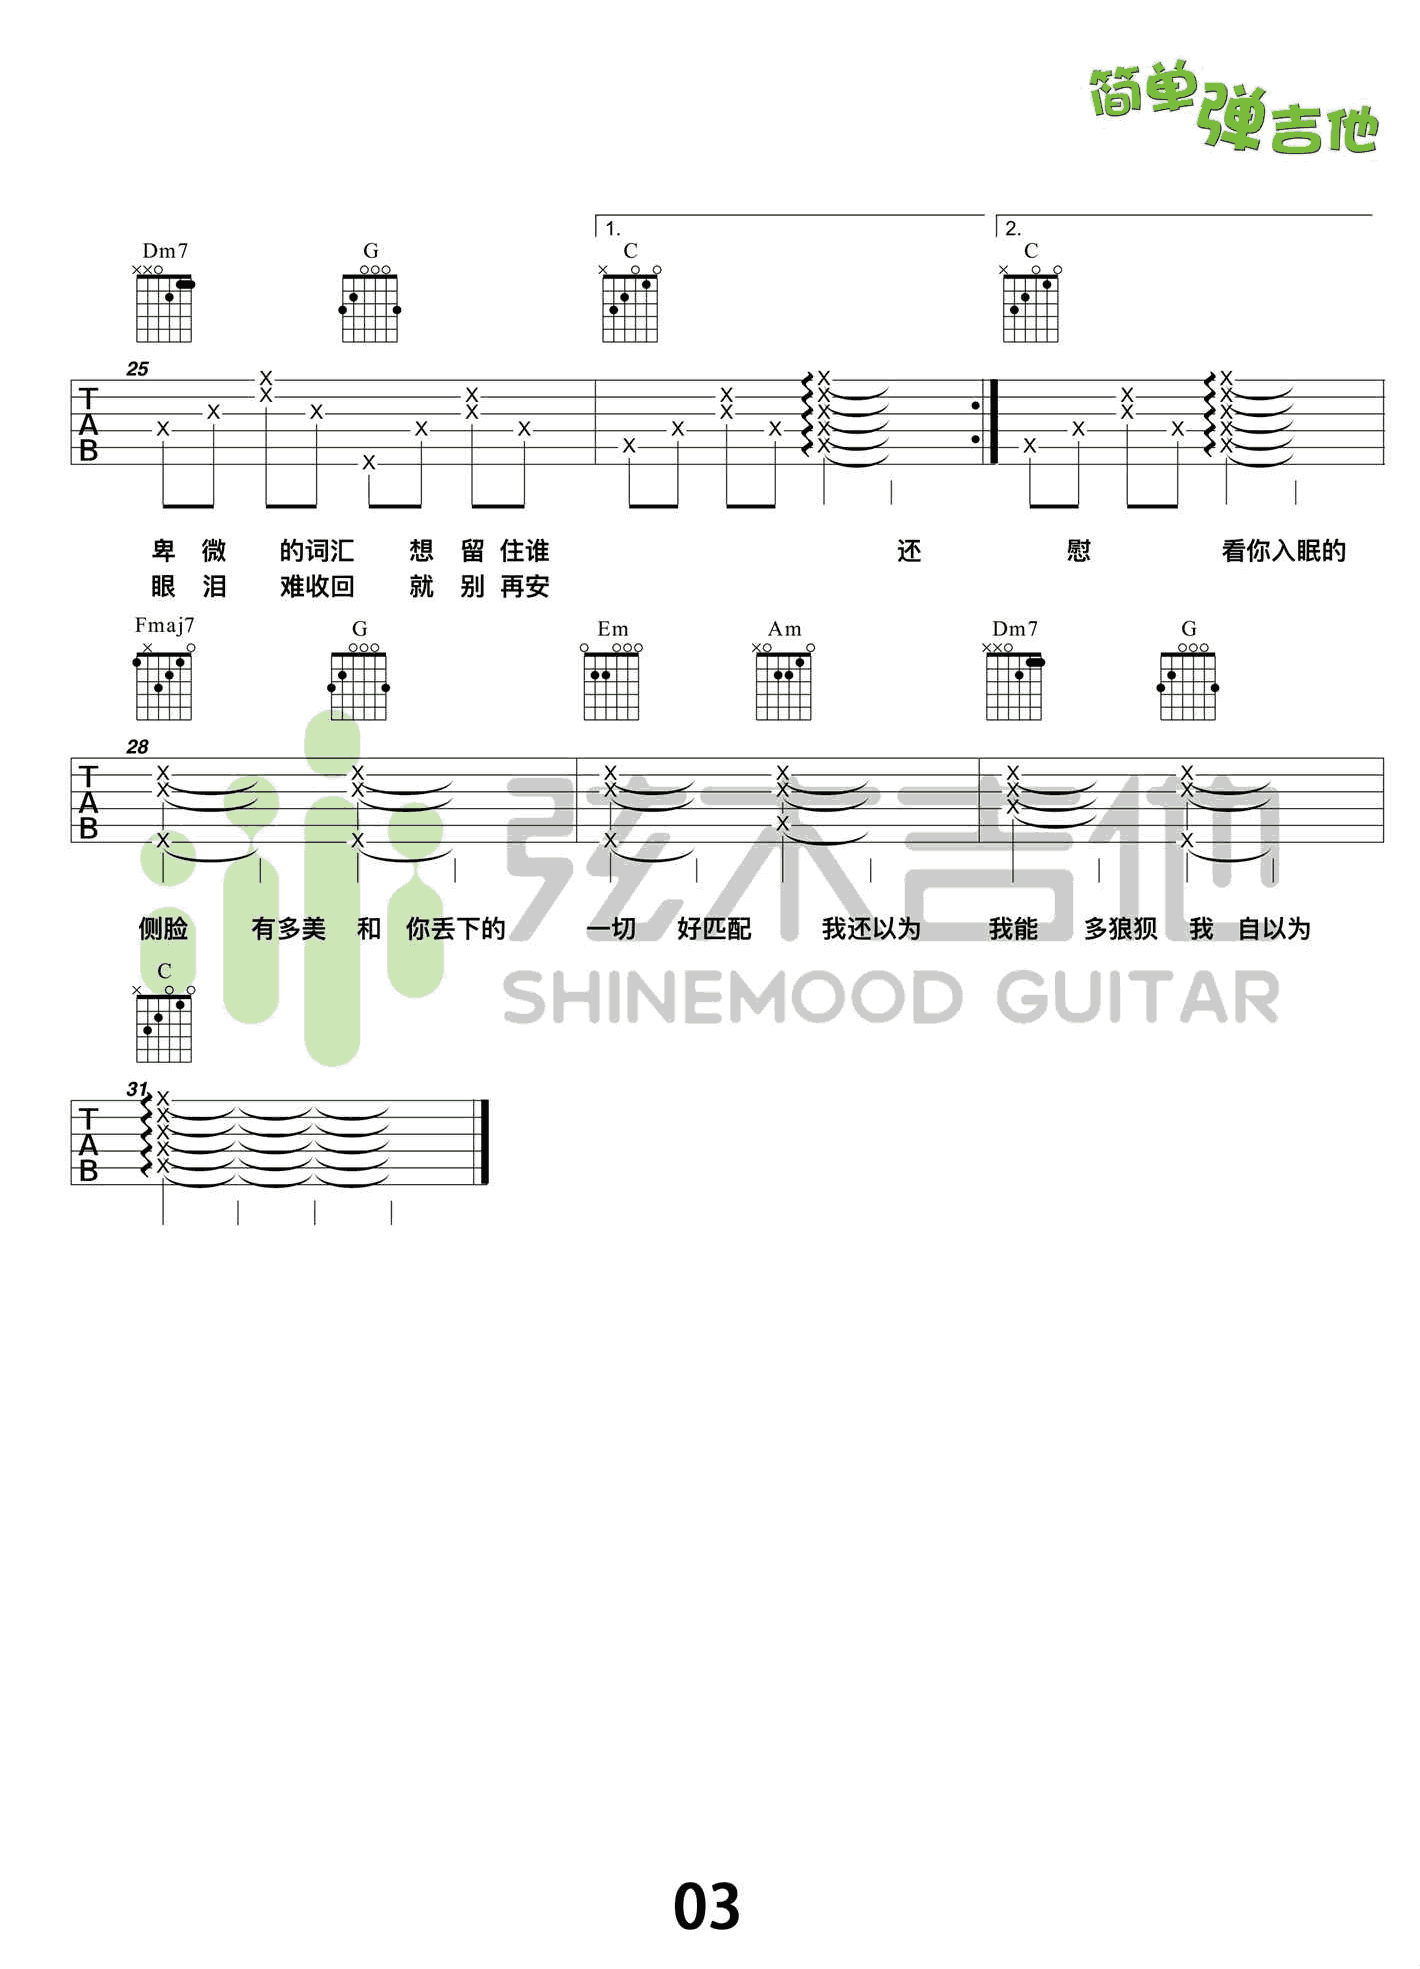 简单弹吉他
1. 2.
Dm7 G C C
25
T
A
B
卑 微 的词汇 想 留 住谁 还 慰 看你入眠的
眼 泪 难收回 就 别 再安
Fmaj7 G Em Am Dm7 G
28
T
A
B
弦木吉他
侧脸 有多美 和 你丢下的 一切 好匹配 我还以为 我能 多狼狈 我 自以为
SHINEMOOD GUITAR
C
31
T
A
B
03